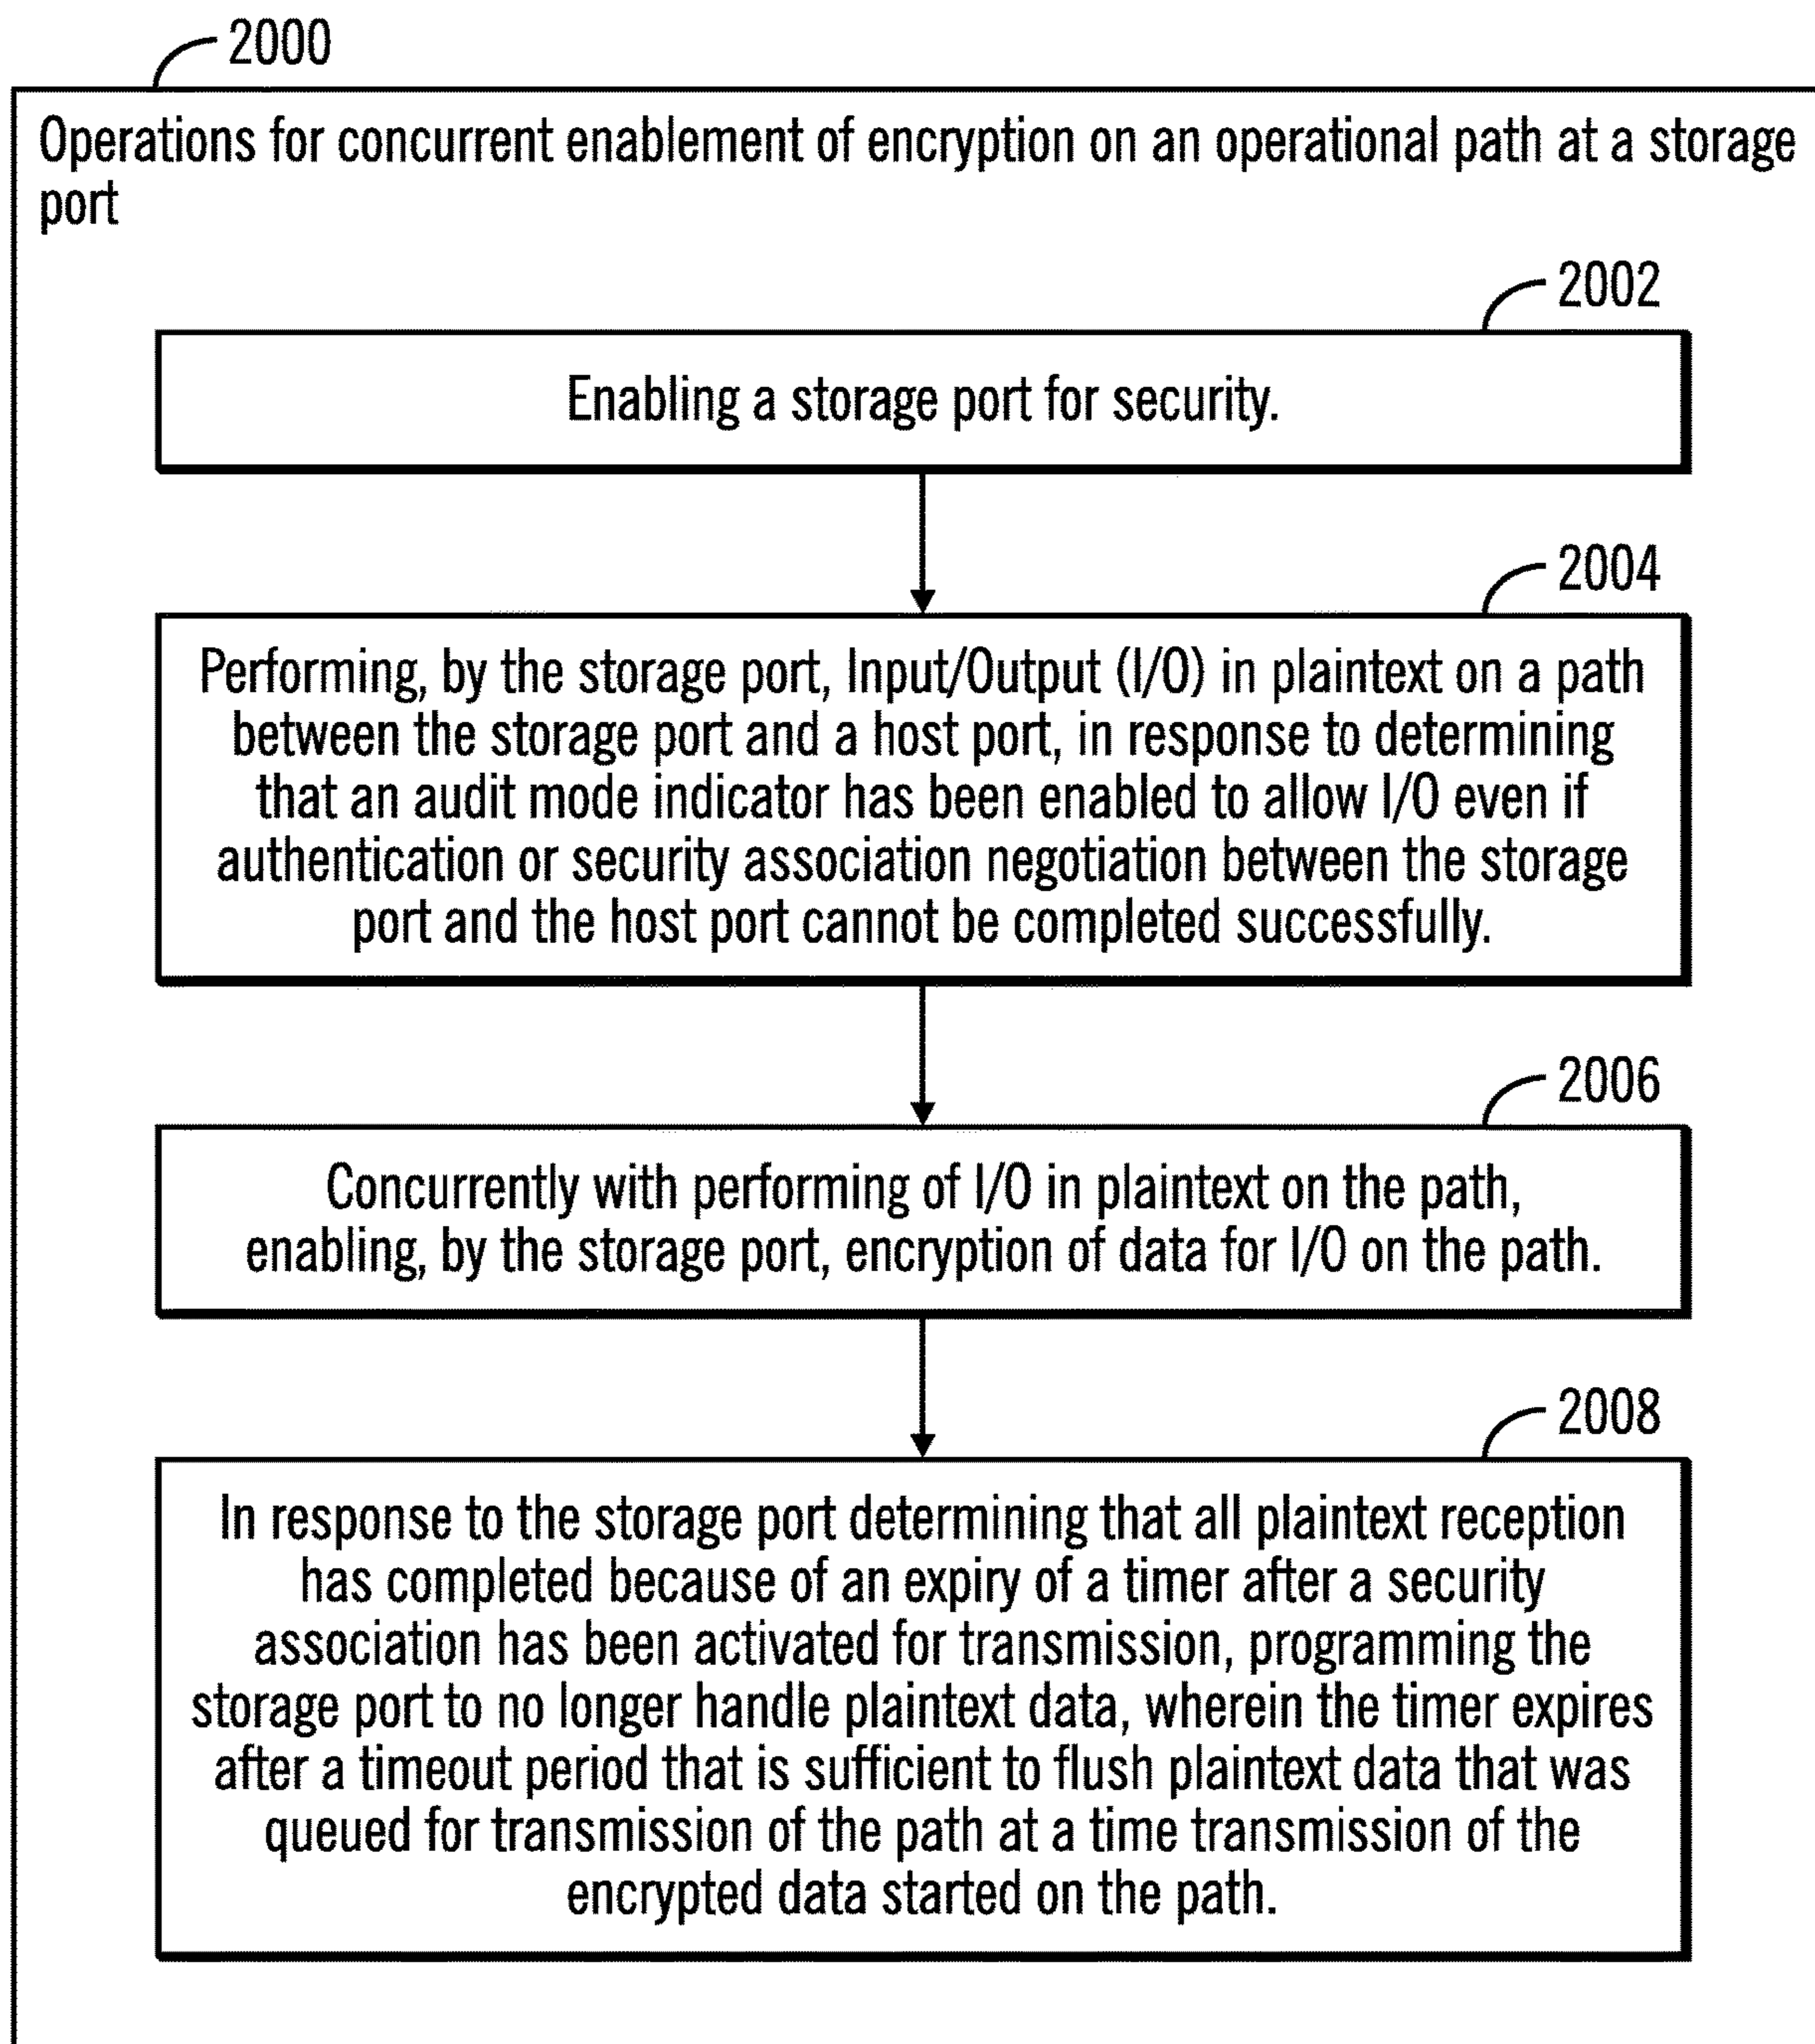 2000
Operations for concurrent enablement of encryption on an operational path at a storage
port
2002
Enabling a storage port for security.
2004
Performing, by the storage port, Input/Output (I/O) in plaintext on a path
between the storage port and a host port, in response to determining
that an audit mode indicator has been enabled to allow I/O even if
authentication or security association negotiation between the storage
port and the host port cannot be completed successfully.
2006
Concurrently with performing of I/O in plaintext on the path,
enabling, by the storage port, encryption of data for I/O on the path.
2008
In response to the storage port determining that all plaintext reception
has completed because of an expiry of a timer after a security
association has been activated for transmission, programming the
storage port to no longer handle plaintext data, wherein the timer expires
after a timeout period that is sufficient to flush plaintext data that was
queued for transmission of the path at a time transmission of the
encrypted data started on the path.